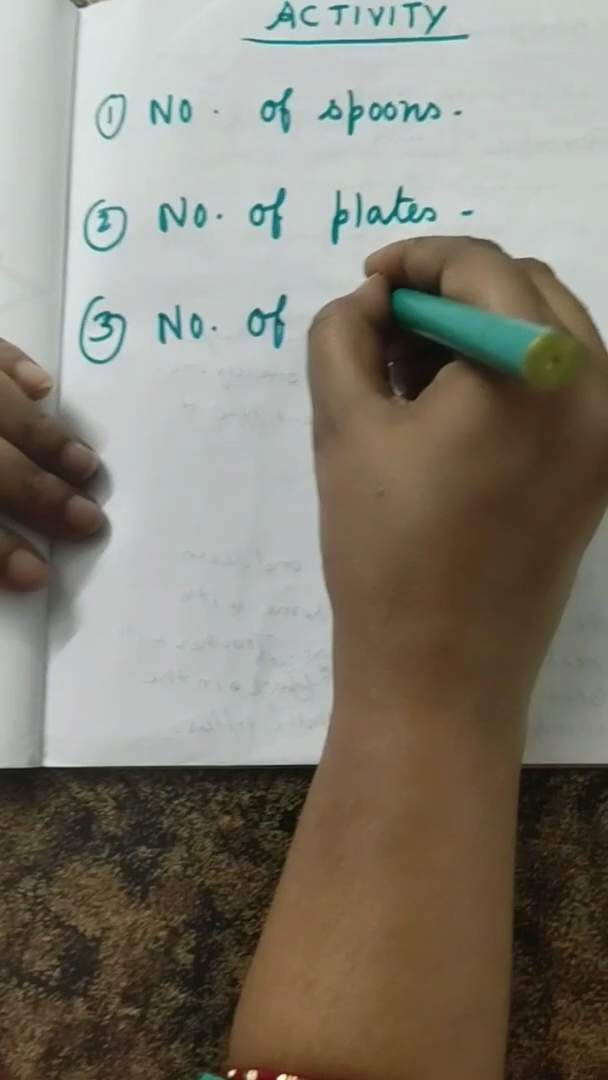 ACTIVITY
① No. of spoons.
② No. of plates -
③ No. of